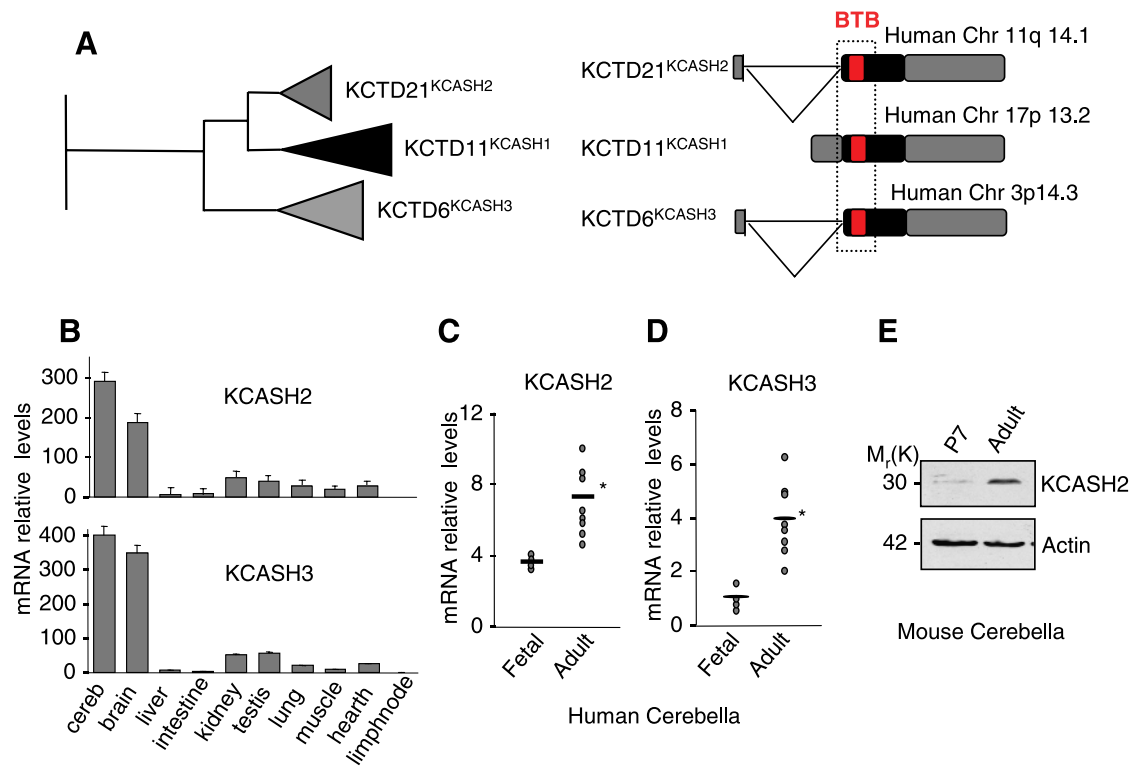 A
KCTD21KCASH2
KCTD11KCASH1
KCTD6KCASH3
BTB
Human Chr 11q 14.1
KCTD21KCASH2
Human Chr 17p 13.2
KCTD11KCASH1
Human Chr 3p14.3
KCTD6KCASH3
B
mRNA relative levels
300
200
100
0
KCASH2
400
300
200
100
0
KCASH3
cereb
brain
liver
intestine
kidney
testis
lung
muscle
hearth
limphnode
C
KCASH2
mRNA relative levels
12
8
4
0
*
Fetal
Adult
D
KCASH3
mRNA relative levels
8
6
4
2
0
*
Fetal
Adult
Human Cerebella
E
P7
Adult
Mr(K)
30
KCASH2
42
Actin
Mouse Cerebella